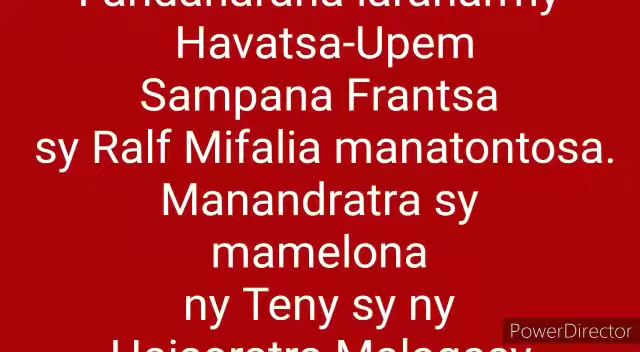 Havatsa-Upem
Sampana Frantsa
sy Ralf Mifalia manatontosa.
Manandratra sy
mamelona
ny Teny sy ny
PowerDirector